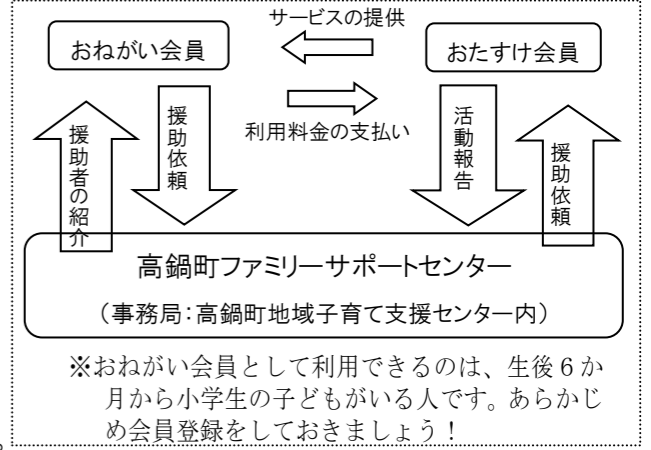 サービスの提供
おねがい会員
おたすけ会員
利用料金の支払い
援助者の紹介
援助依頼
活動報告
援助依頼
高鍋町ファミリーサポートセンター
（事務局：高鍋町地域子育て支援センター内）
※おねがい会員として利用できるのは、生後６か
月から小学生の子どもがいる人です。あらかじ
め会員登録をしておきましょう！